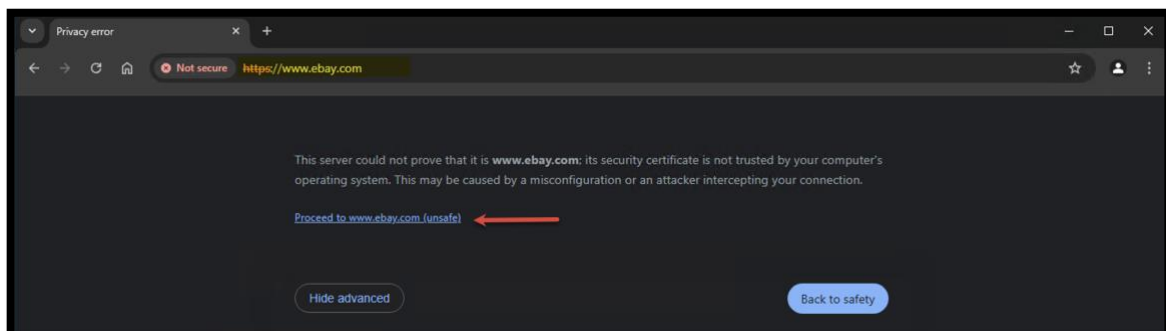 Privacy error
Not secure https://www.ebay.com
This server could not prove that it is www.ebay.com; its security certificate is not trusted by your computer's
operating system. This may be caused by a misconfiguration or an attacker intercepting your connection.
Proceed to www.ebay.com (unsafe)
Hide advanced Back to safety